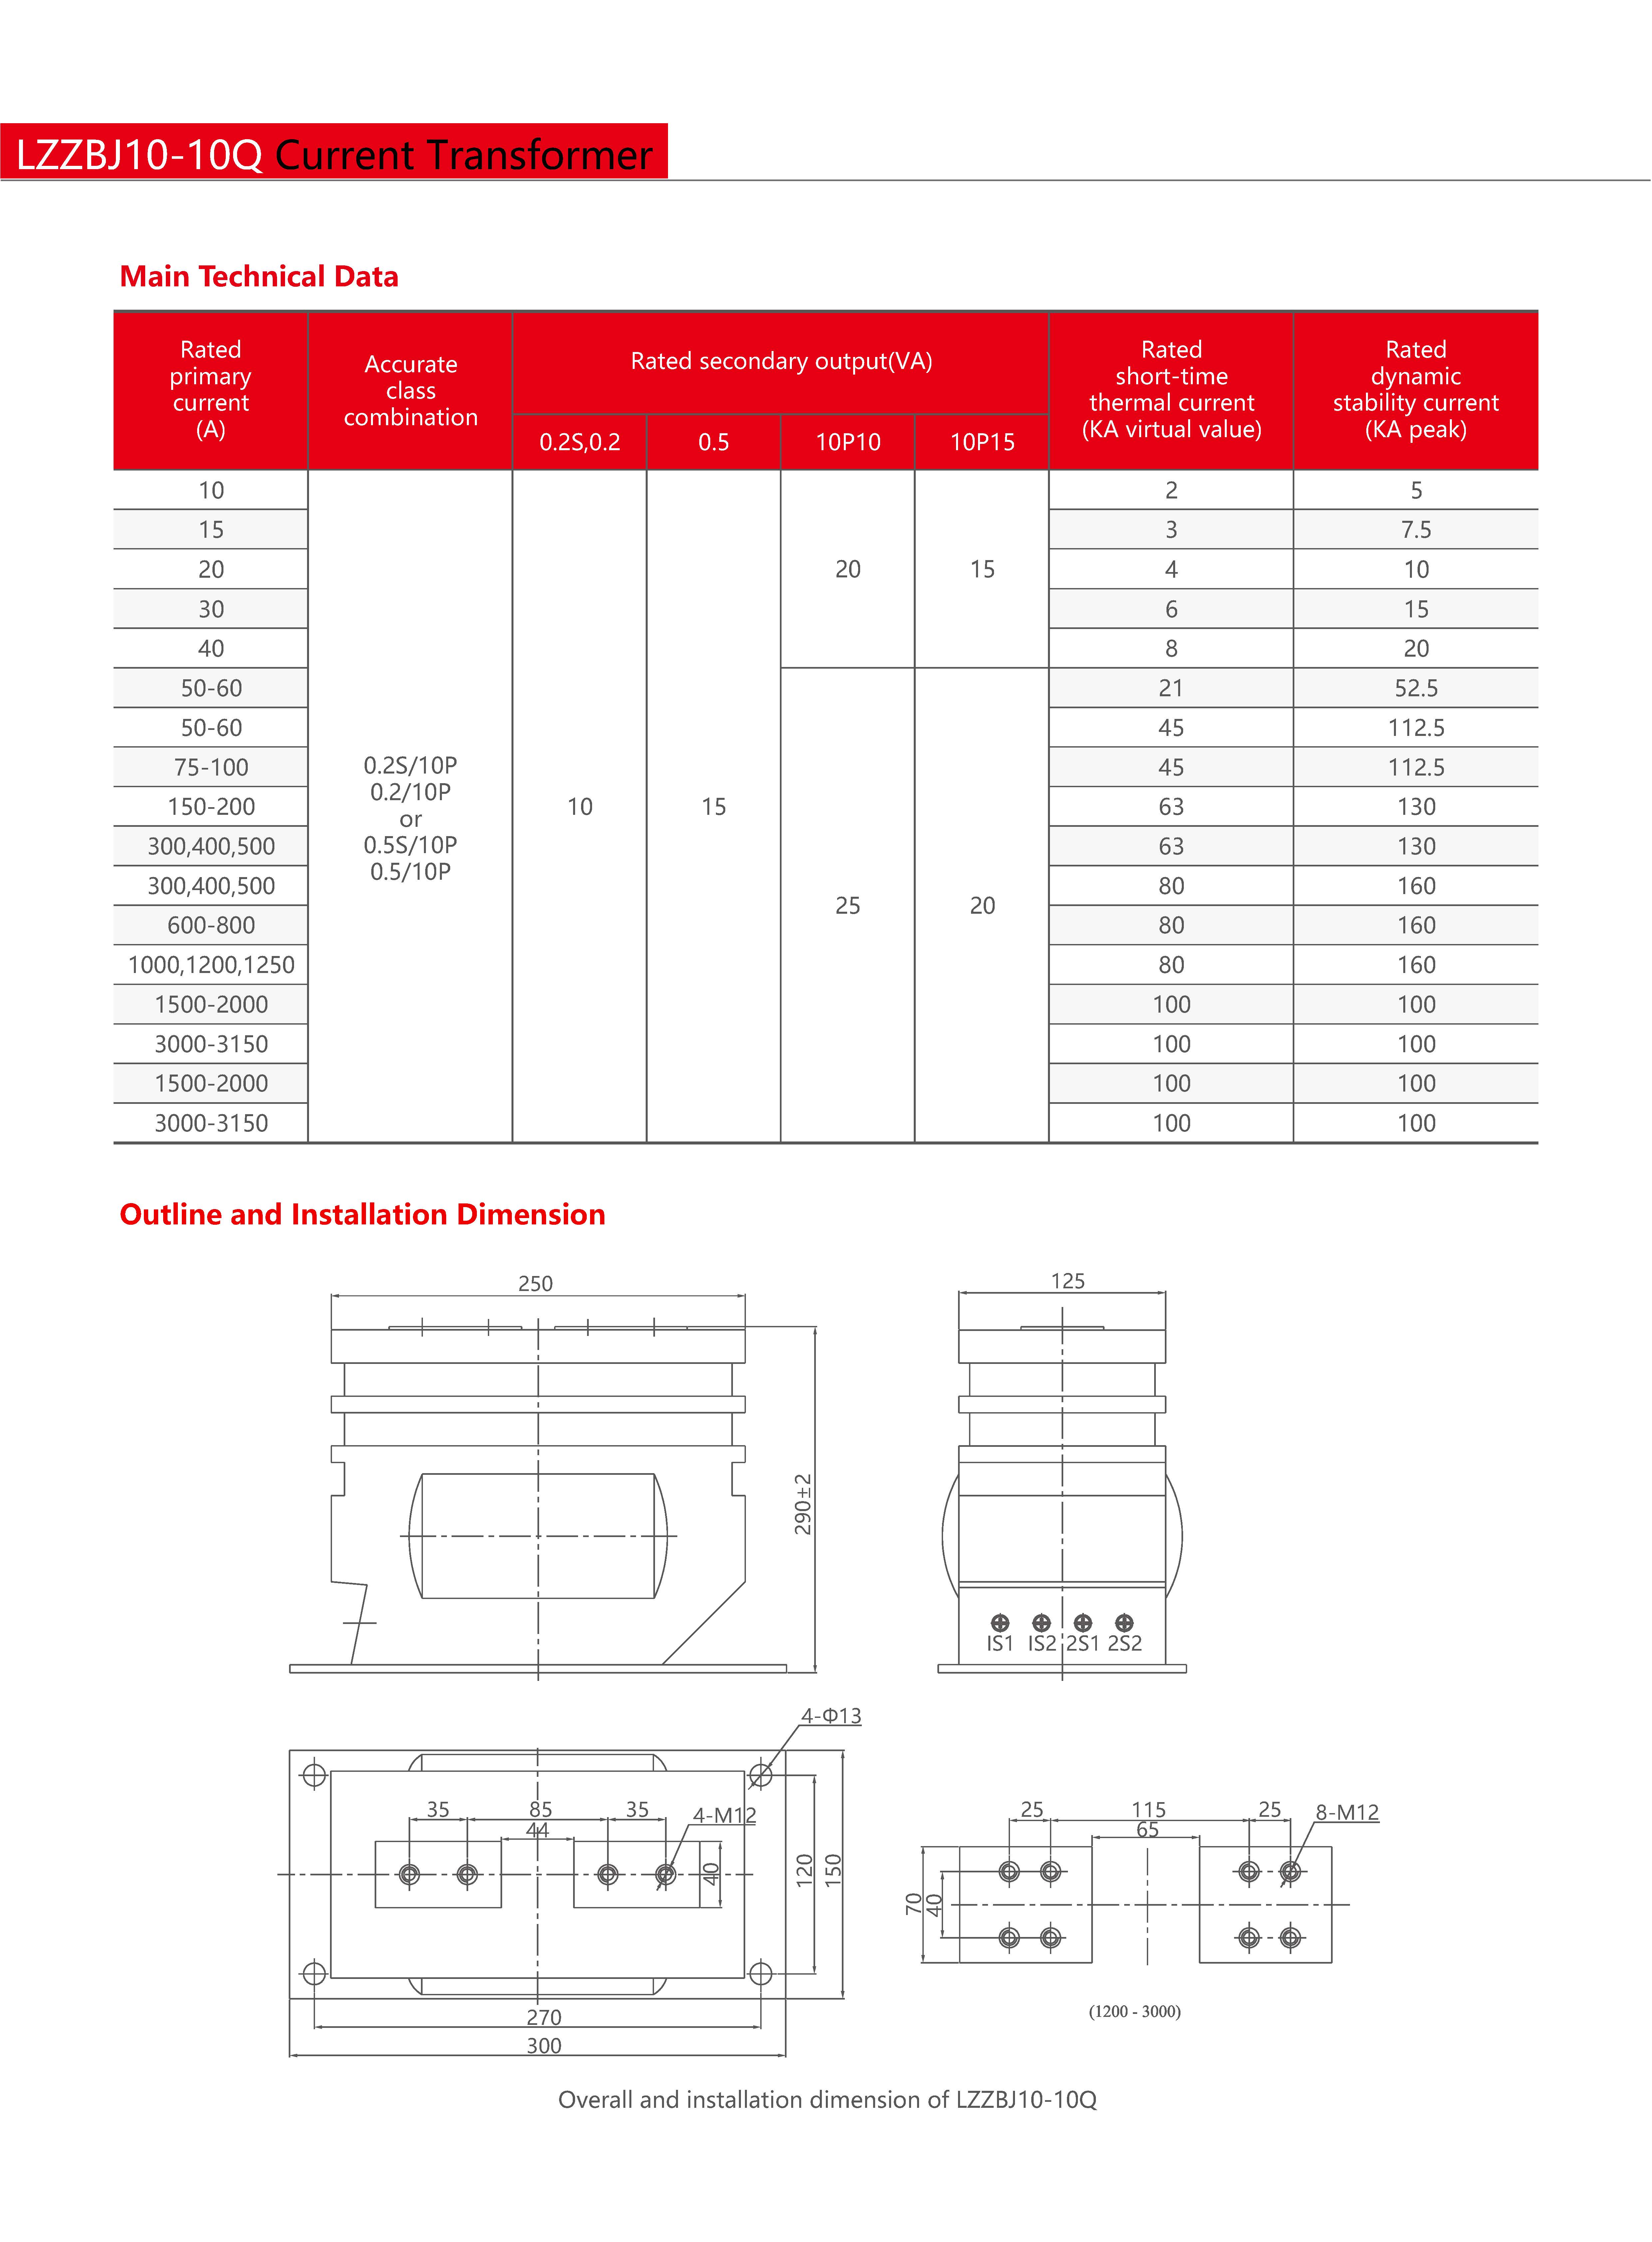 LZZBJ10-10Q Current Transformer
Main Technical Data
Rated
primary
current
(A)
Accurate
class
combination
Rated secondary output(VA)
Rated
short-time
thermal current
(KA virtual value)
Rated
dynamic
stability current
(KA peak)
0.2S,0.2 0.5 10P10 10P15
10 2 5
15 3 7.5
20 20 15 4 10
30 6 15
40 8 20
50-60 21 52.5
50-60 45 112.5
75-100 45 112.5
0.2S/10P
0.2/10P
or
0.5S/10P
0.5/10P
150-200 10 15 63 130
300,400,500 63 130
300,400,500 80 160
25 20
600-800 80 160
1000,1200,1250 80 160
1500-2000 100 100
3000-3150 100 100
1500-2000 100 100
3000-3150 100 100
Outline and Installation Dimension
250
290±2
125
IS1 IS2 2S1 2S2
4-Φ13
35 85 35
4-M12
44
40
120
150
270
300
25 115 25
8-M12
65
70
40
(1200 - 3000)
Overall and installation dimension of LZZBJ10-10Q